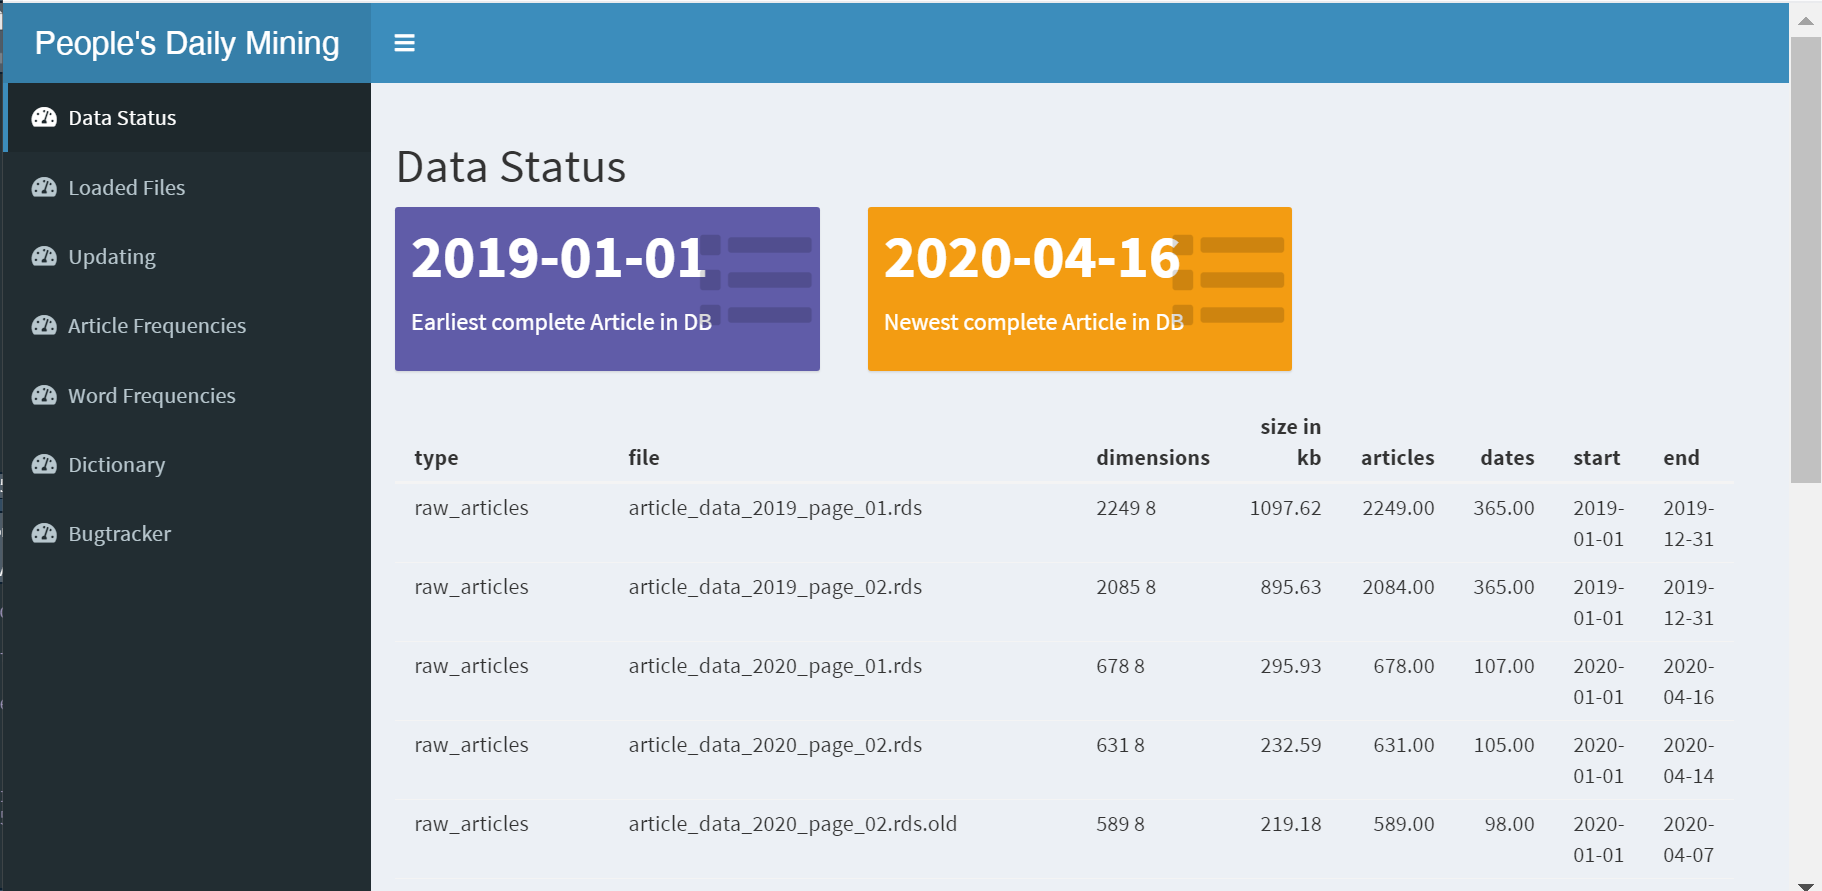 People's Daily Mining
Data Status
Loaded Files
Updating
Article Frequencies
Word Frequencies
Dictionary
Bugtracker
Data Status
2019-01-01
Earliest complete Article in DB
2020-04-16
Newest complete Article in DB
type file dimensions size in kb articles dates start end
raw_articles article_data_2019_page_01.rds 2249 8 1097.62 2249.00 365.00 2019-01-01 2019-12-31
raw_articles article_data_2019_page_02.rds 2085 8 895.63 2084.00 365.00 2019-01-01 2019-12-31
raw_articles article_data_2020_page_01.rds 678 8 295.93 678.00 107.00 2020-01-01 2020-04-16
raw_articles article_data_2020_page_02.rds 631 8 232.59 631.00 105.00 2020-01-01 2020-04-14
raw_articles article_data_2020_page_02.rds.old 589 8 219.18 589.00 98.00 2020-01-01 2020-04-07